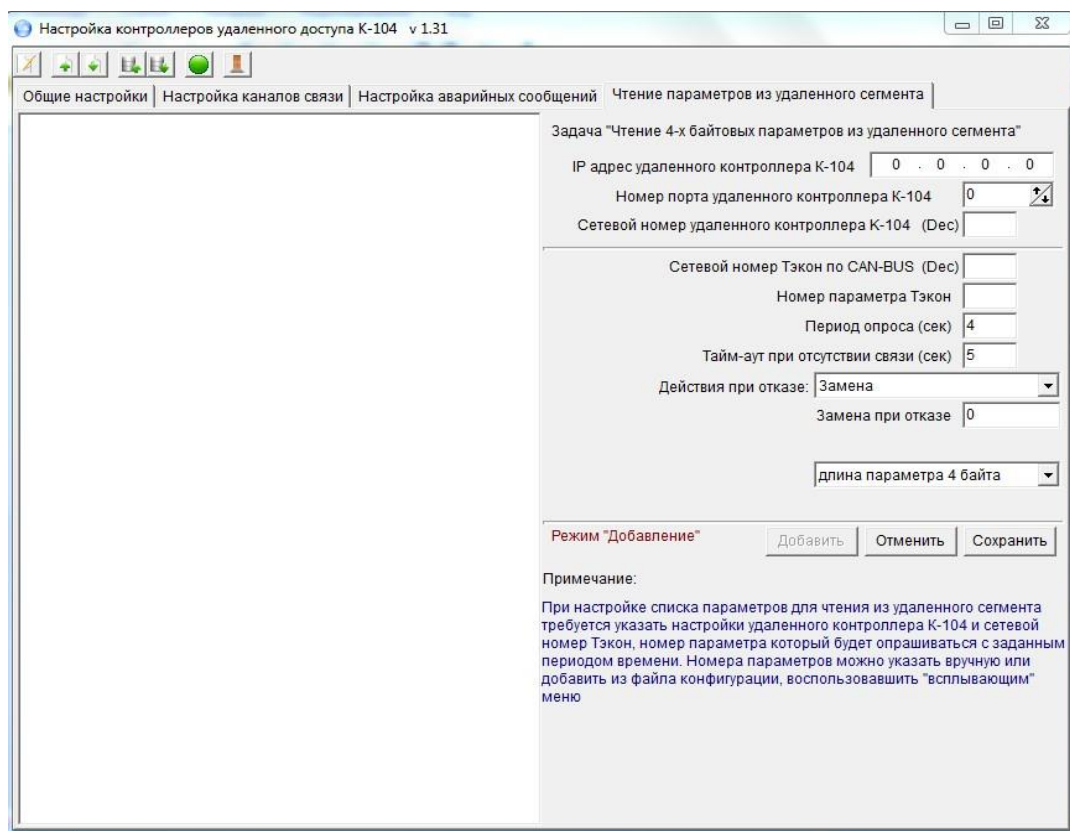 Настройка контроллеров удаленного доступа К-104 v 1.31
Общие настройки Настройка каналов связи Настройка аварийных сообщений Чтение параметров из удаленного сегмента
Задача "Чтение 4-х байтовых параметров из удаленного сегмента"
IP адрес удаленного контроллера К-104 0 . 0 . 0 . 0
Номер порта удаленного контроллера К-104 0
Сетевой номер удаленного контроллера К-104 (Dec)
Сетевой номер Тэкон по CAN-BUS (Dec)
Номер параметра Тэкон
Период опроса (сек) 4
Тайм-аут при отсутствии связи (сек) 5
Действия при отказе: Замена
Замена при отказе 0
длина параметра 4 байта
Режим "Добавление" Добавить Отменить Сохранить
Примечание:
При настройке списка параметров для чтения из удаленного сегмента
требуется указать настройки удаленного контроллера К-104 и сетевой
номер Тэкон, номер параметра который будет опрашиваться с заданным
периодом времени. Номера параметров можно указать вручную или
добавить из файла конфигурации, воспользовавшить "всплывающим"
меню